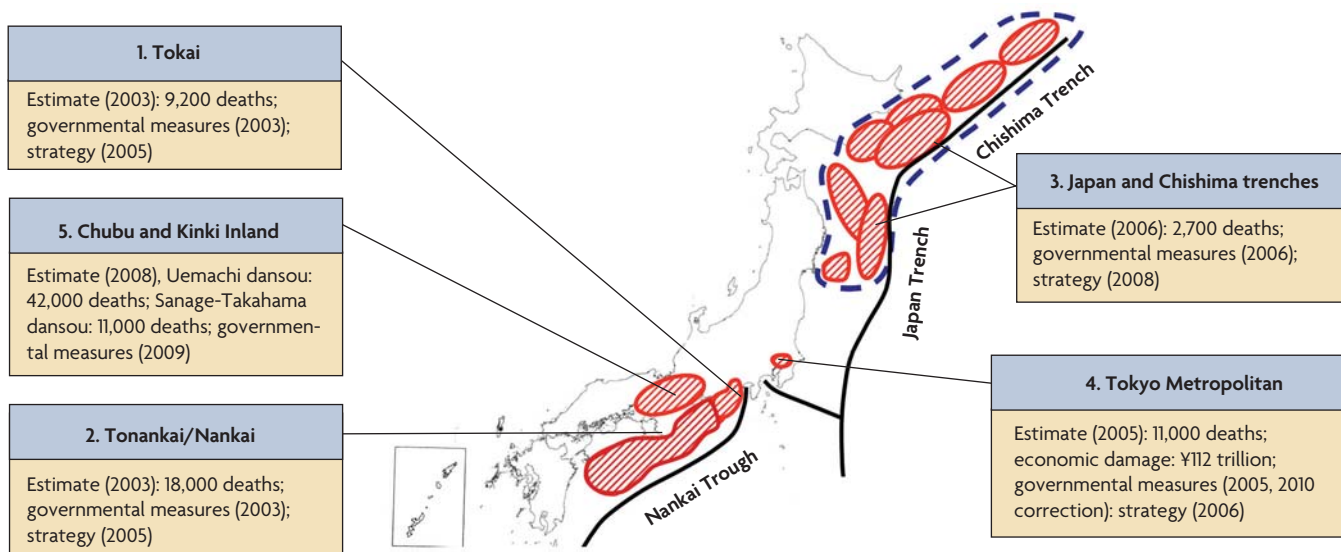 1. Tokai
Estimate (2003): 9,200 deaths;
governmental measures (2003);
strategy (2005)
5. Chubu and Kinki Inland
Estimate (2008), Uemachi dansou:
42,000 deaths; Sanage-Takahama
dansou: 11,000 deaths; governmen-
tal measures (2009)
2. Tonankai/Nankai
Estimate (2003): 18,000 deaths;
governmental measures (2003);
strategy (2005)
Chishima Trench
Japan Trench
Nankai Trough
3. Japan and Chishima trenches
Estimate (2006): 2,700 deaths;
governmental measures (2006);
strategy (2008)
4. Tokyo Metropolitan
Estimate (2005): 11,000 deaths;
economic damage: ¥112 trillion;
governmental measures (2005, 2010
correction): strategy (2006)